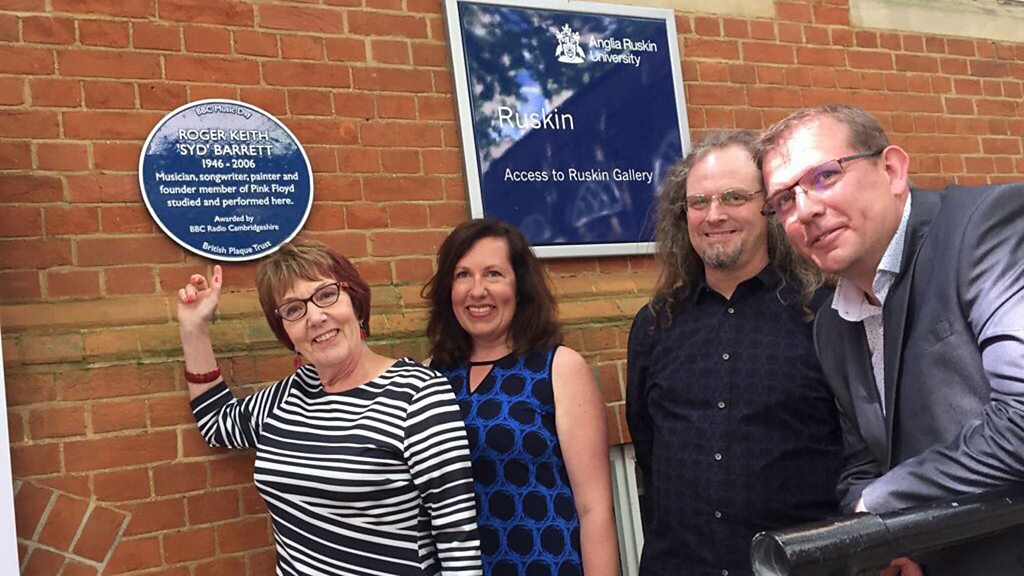 BBC Music Day
ROGER KEITH
'SYD' BARRETT
1946 - 2006
Musician, songwriter, painter and
founder member of Pink Floyd
studied and performed here.
Awarded by
BBC Radio Cambridgeshire
British Plaque Trust
Anglia Ruskin
University
Ruskin
Access to Ruskin Gallery